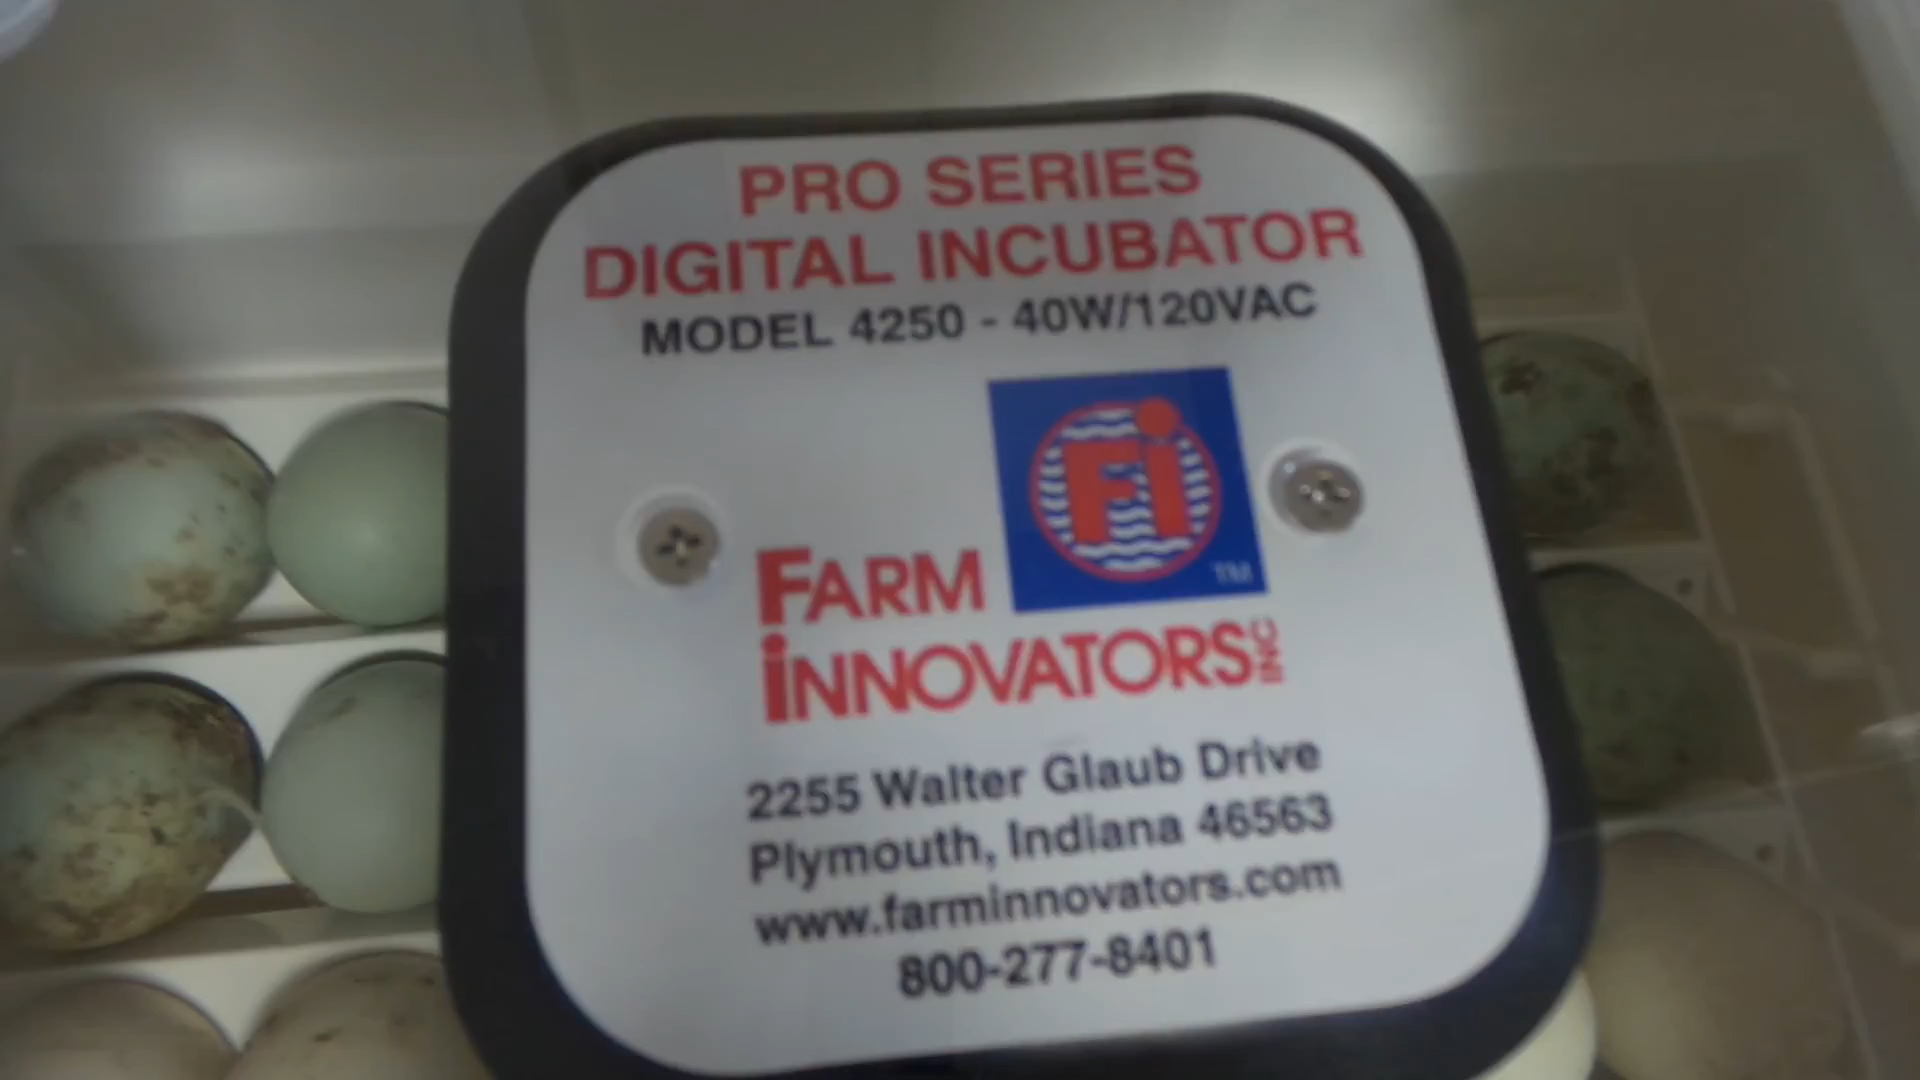 PRO SERIES
DIGITAL INCUBATOR
MODEL 4250 - 40W/120VAC
Fi
TM
FARM
iNNOVATORS INC
2255 Walter Glaub Drive
Plymouth, Indiana 46563
www.farminnovators.com
800-277-8401